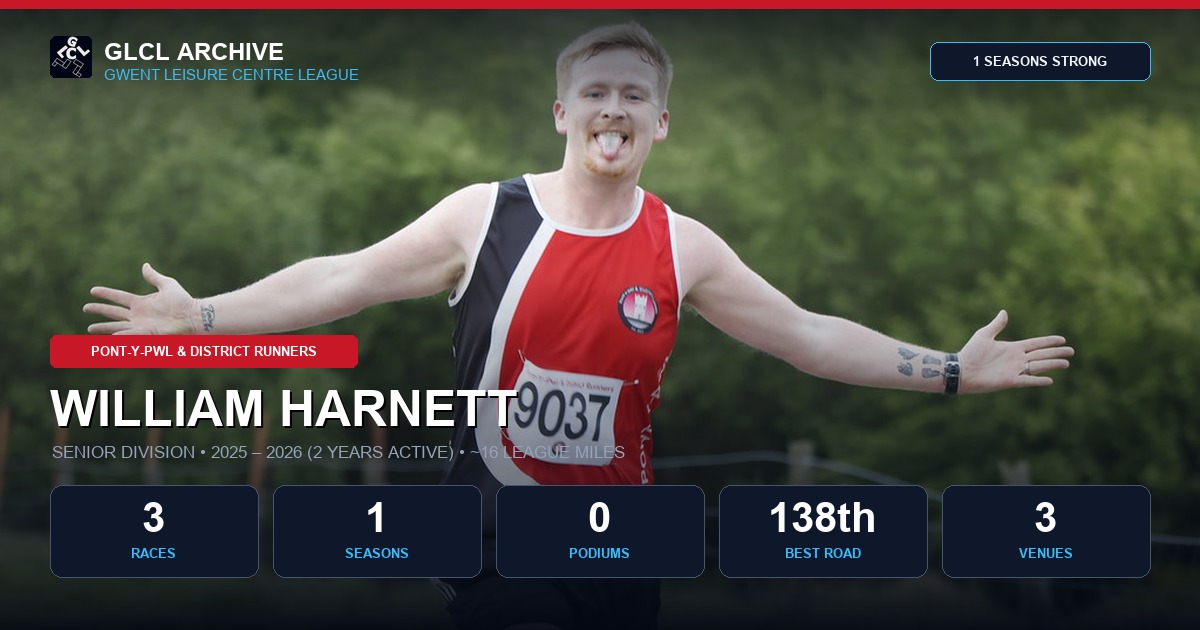 GLCL ARCHIVE
GWENT LEISURE CENTRE LEAGUE
1 SEASONS STRONG
PONT-Y-PWL & DISTRICT RUNNERS
WILLIAM HARNETT
9037
SENIOR DIVISION • 2025 – 2026 (2 YEARS ACTIVE) • ~16 LEAGUE MILES
3
RACES
1
SEASONS
0
PODIUMS
138th
BEST ROAD
3
VENUES